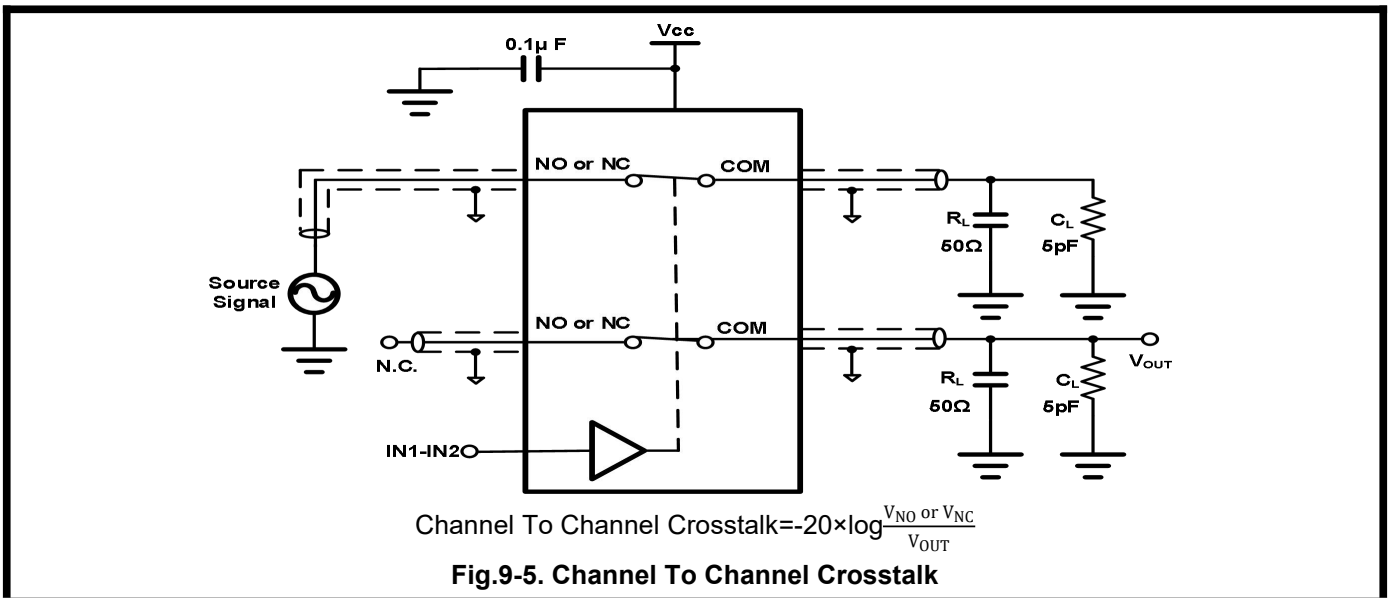 Vcc
0.1μ F
NO or NC
COM
RL
50Ω
CL
5pF
Source
Signal
NO or NC
COM
N.C.
VOUT
RL
50Ω
CL
5pF
IN1-IN2
Channel To Channel Crosstalk=-20×log VNO or VNC / VOUT
Fig.9-5. Channel To Channel Crosstalk